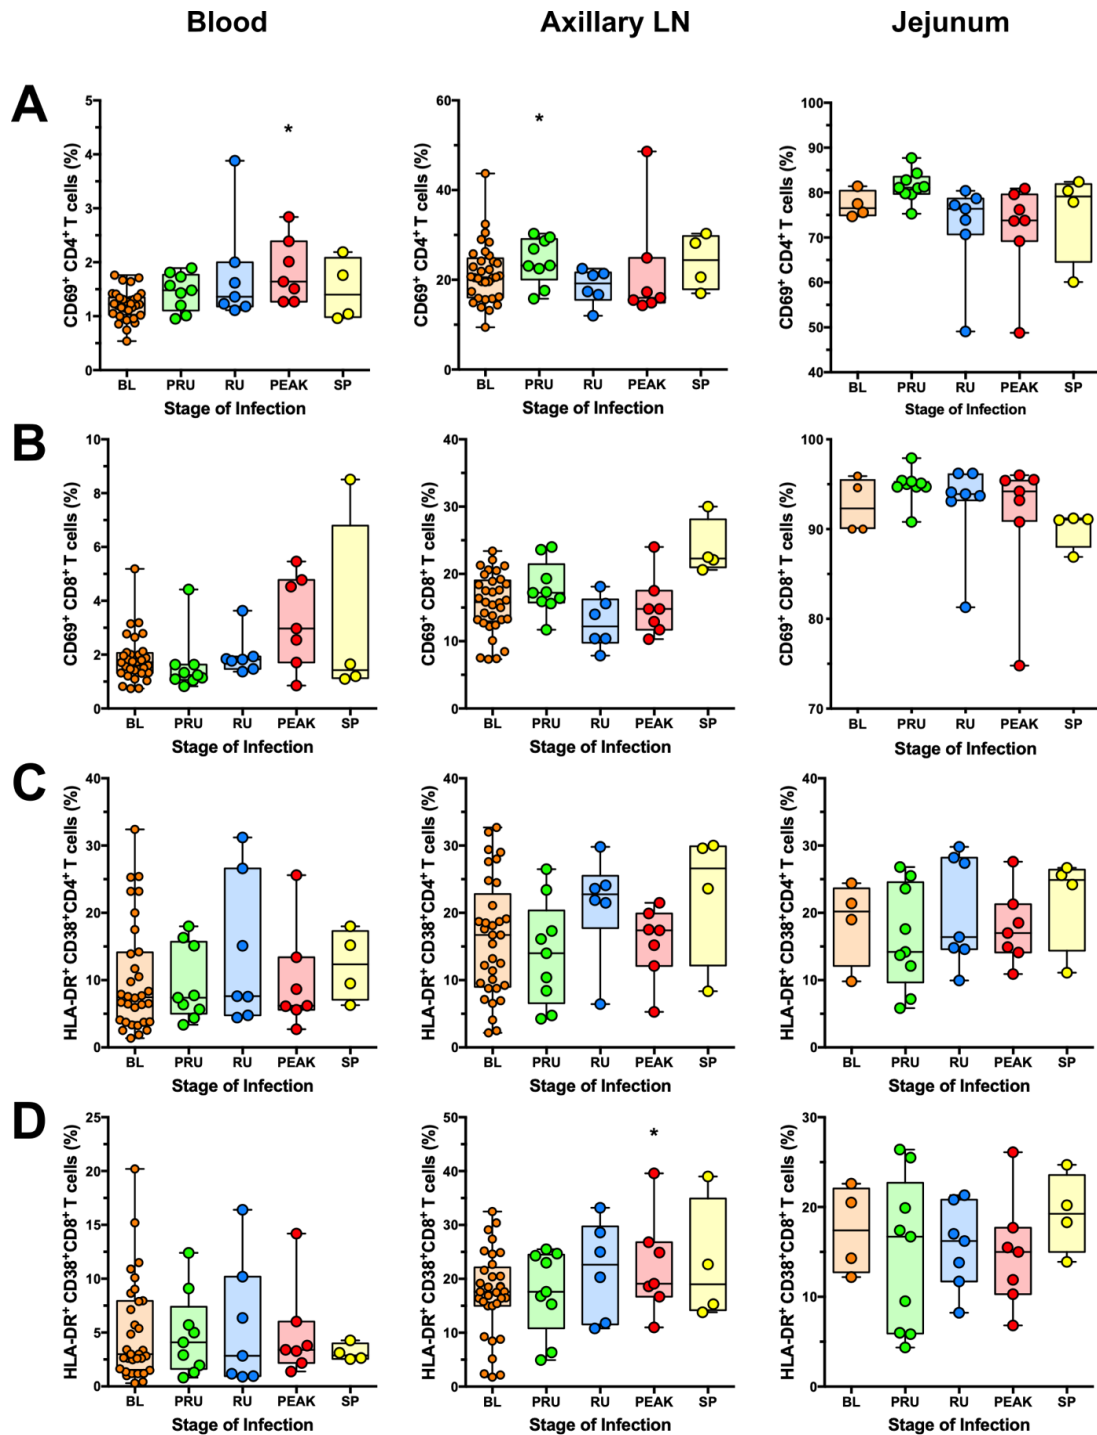 Blood Axillary LN Jejunum
A
CD69+ CD4+ T cells (%)
5
4
3
2
1
0
*
BL PRU RU PEAK SP
Stage of Infection
CD69+ CD4+ T cells (%)
60
40
20
0
*
BL PRU RU PEAK SP
Stage of Infection
CD69+ CD4+ T cells (%)
100
90
80
70
60
50
40
BL PRU RU PEAK SP
Stage of Infection
B
CD69+ CD8+ T cells (%)
10
8
6
4
2
0
BL PRU RU PEAK SP
Stage of Infection
CD69+ CD8+ T cells (%)
40
30
20
10
0
BL PRU RU PEAK SP
Stage of Infection
CD69+ CD8+ T cells (%)
100
90
80
70
BL PRU RU PEAK SP
Stage of Infection
C
HLA-DR+ CD38+CD4+ T cells (%)
40
30
20
10
0
BL PRU RU PEAK SP
Stage of Infection
HLA-DR+ CD38+CD4+ T cells (%)
40
30
20
10
0
BL PRU RU PEAK SP
Stage of Infection
HLA-DR+ CD38+CD4+ T cells (%)
40
30
20
10
0
BL PRU RU PEAK SP
Stage of Infection
D
HLA-DR+ CD38+CD8+ T cells (%)
25
20
15
10
5
0
BL PRU RU PEAK SP
Stage of Infection
HLA-DR+ CD38+CD8+ T cells (%)
50
40
30
20
10
0
*
BL PRU RU PEAK SP
Stage of Infection
HLA-DR+ CD38+CD8+ T cells (%)
30
20
10
0
BL PRU RU PEAK SP
Stage of Infection